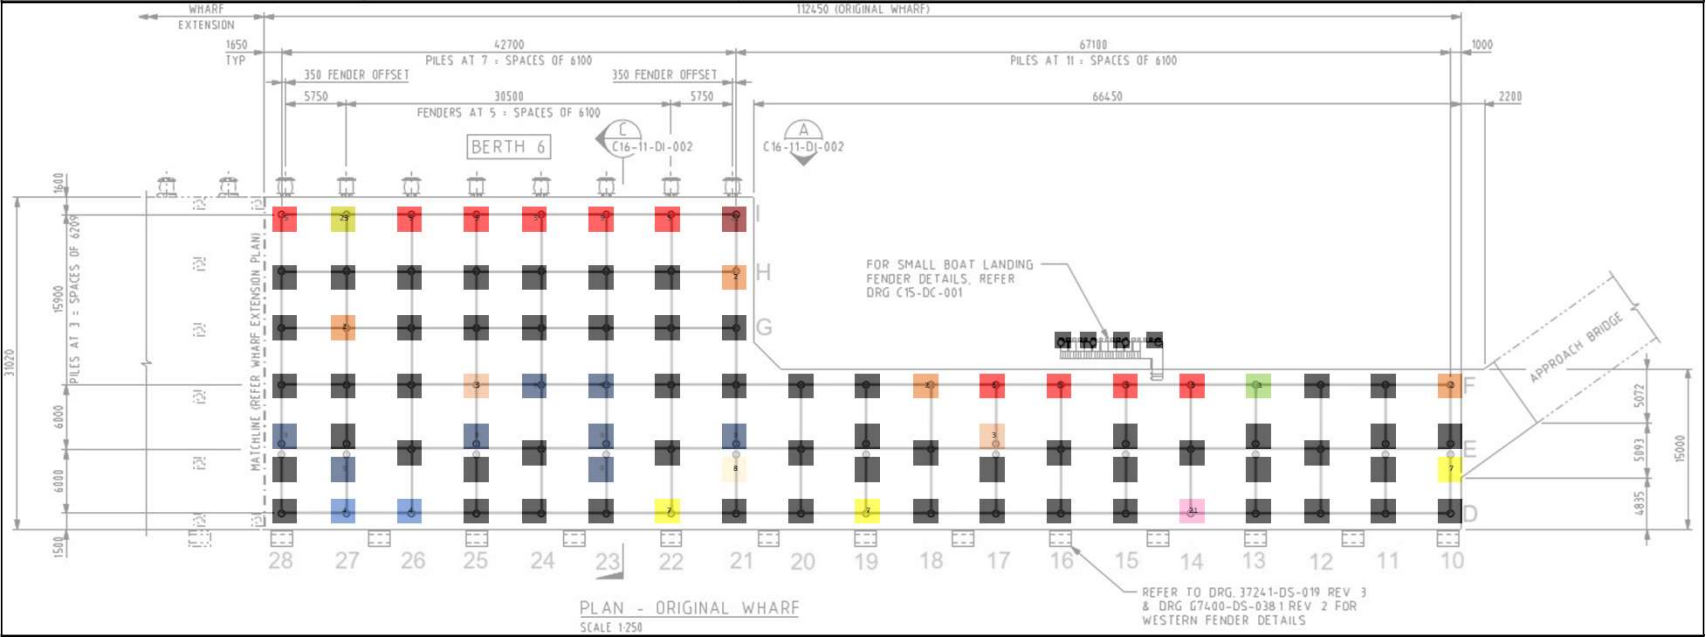 WHARF
EXTENSION
112450 (ORIGINAL WHARF)
1650
TYP
42700
PILES AT 7 = SPACES OF 6100
67100
PILES AT 11 = SPACES OF 6100
1000
350 FENDER OFFSET
350 FENDER OFFSET
5750
30500
5750
FENDERS AT 5 = SPACES OF 6100
66450
2200
BERTH 6
C
C16-11-DI-002
A
C16-11-DI-002
1600
31020
15900
PILES AT 3 = SPACES OF 6209
6000
6000
1500
MATCHLINE (REFER WHARF EXTENSION PLAN)
I
H
G
F
E
D
FOR SMALL BOAT LANDING
FENDER DETAILS, REFER
DRG C15-DC-001
APPROACH BRIDGE
5072
5093
4835
15000
8
7
28 27 26 25 24 23 22 21 20 19 18 17 16 15 14 13 12 11 10
PLAN - ORIGINAL WHARF
SCALE 1:250
REFER TO DRG. 37241-DS-019 REV 3
& DRG G7400-DS-0381 REV 2 FOR
WESTERN FENDER DETAILS